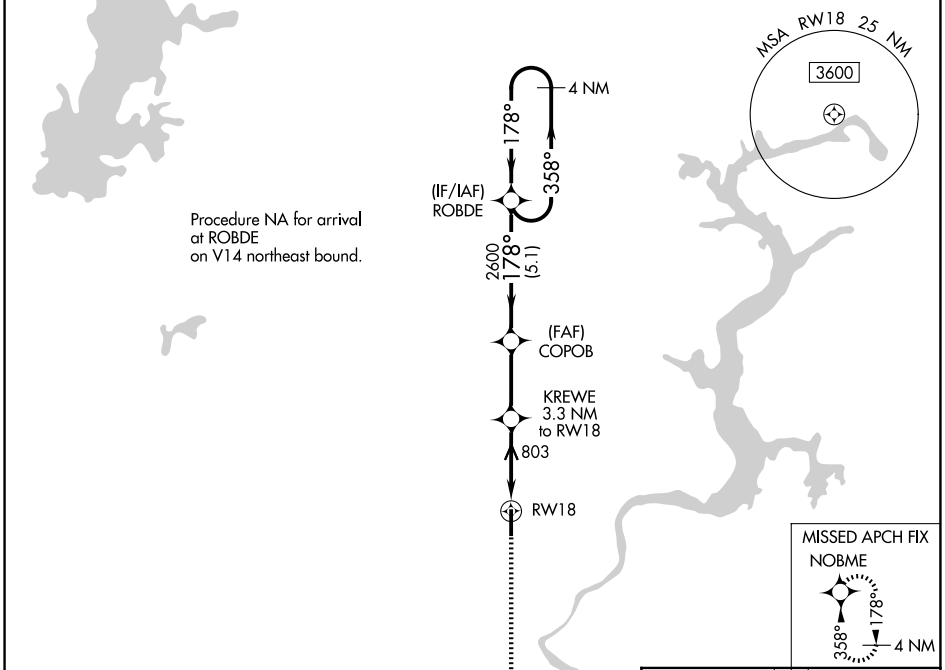 MSA RW18 25 NM
3600
4 NM
178°
358°
(IF/IAF)
ROBDE
Procedure NA for arrival
at ROBDE
on V14 northeast bound.
2600
178°
(5.1)
(FAF)
COPOB
KREWE
3.3 NM
to RW18
803
RW18
MISSED APCH FIX
NOBME
358°
178°
4 NM